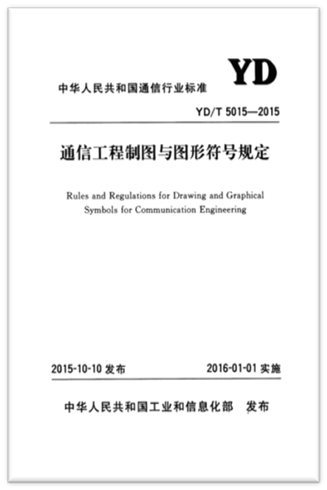 YD
中华人民共和国通信行业标准
YD/T 5015—2015
通信工程制图与图形符号规定
Rules and Regulations for Drawing and Graphical
Symbols for Communication Engineering
2015-10-10 发布
2016-01-01 实施
中华人民共和国工业和信息化部 发布